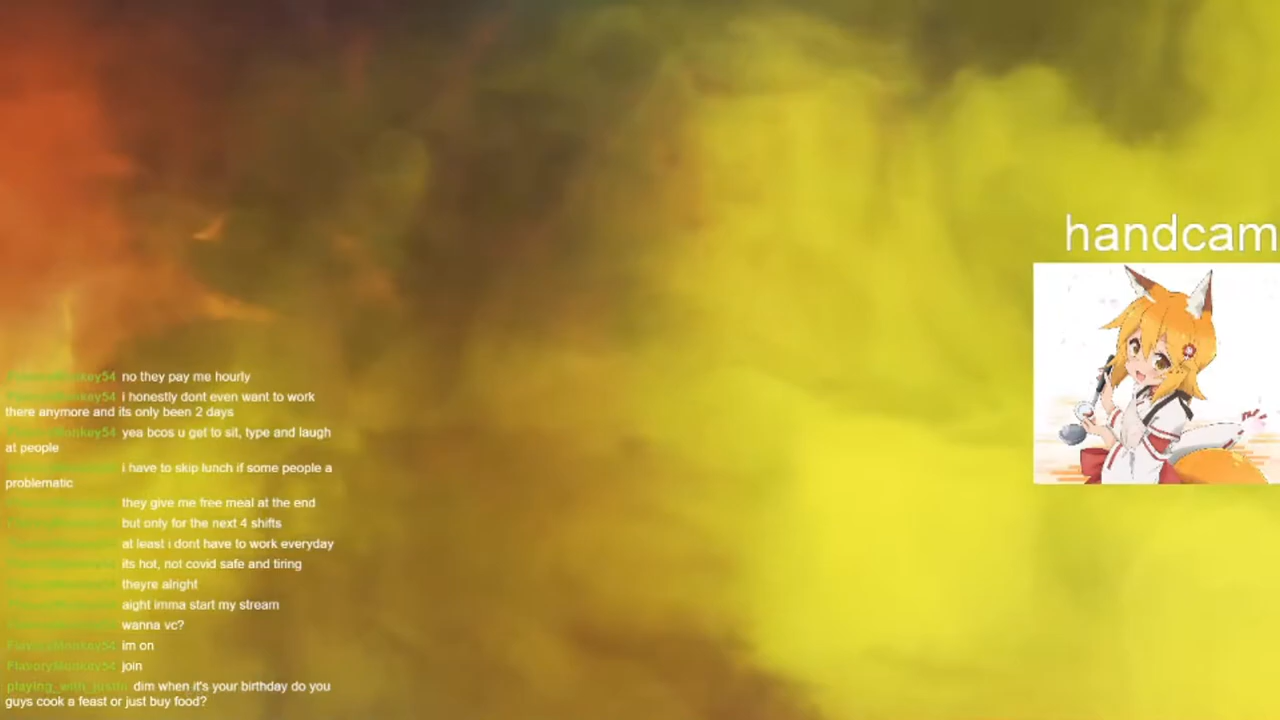 handcam
no they pay me hourly
i honestly dont even want to work
there anymore and its only been 2 days
yea bcos u get to sit, type and laugh
at people
i have to skip lunch if some people a
problematic
they give me free meal at the end
but only for the next 4 shifts
at least i dont have to work everyday
its hot, not covid safe and tiring
theyre alright
aight imma start my stream
wanna vc?
FlavoryMonkey54 im on
FlavoryMonkey54 join
playing_with_justin dim when it's your birthday do you
guys cook a feast or just buy food?